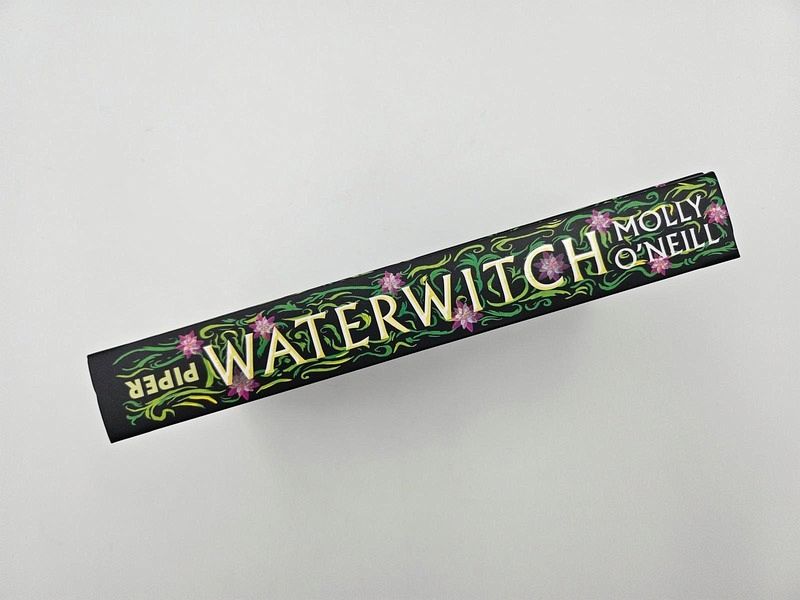 PIPER
WATERWITCH
MOLLY
O'NEILL